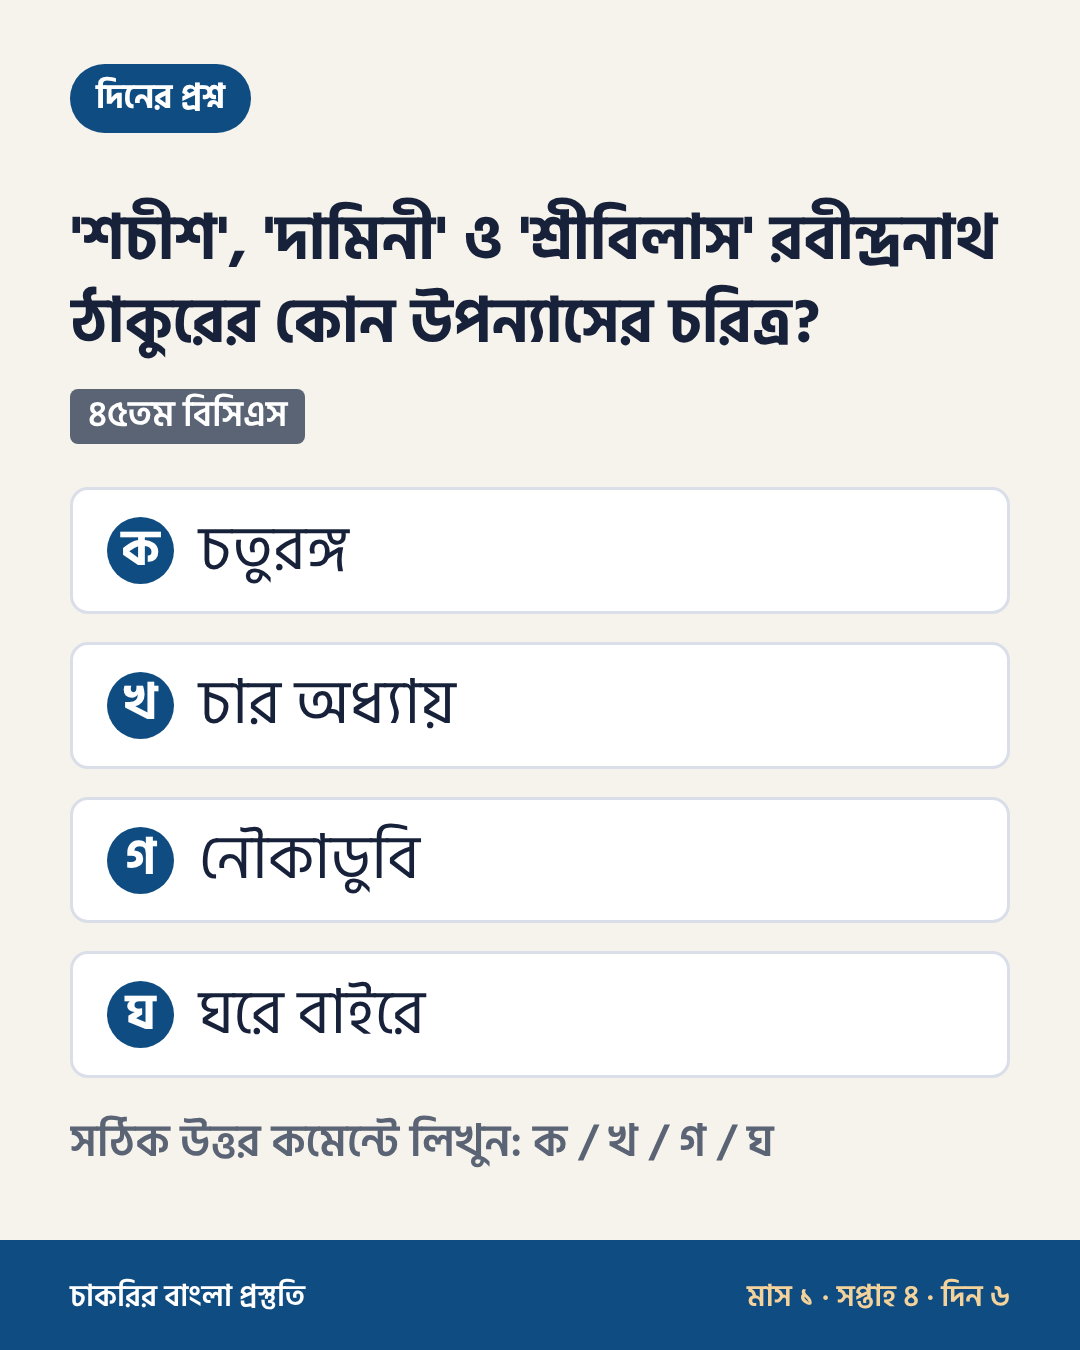 দিনের প্রশ্ন
'শচীশ', 'দামিনী' ও 'শ্রীবিলাস' রবীন্দ্রনাথ
ঠাকুরের কোন উপন্যাসের চরিত্র?
৪৫তম বিসিএস
ক চতুরঙ্গ
খ চার অধ্যায়
গ নৌকাডুবি
ঘ ঘরে বাইরে
সঠিক উত্তর কমেন্টে লিখুন: ক / খ / গ / ঘ
চাকরির বাংলা প্রস্তুতি
মাস ১ · সপ্তাহ ৪ · দিন ৬